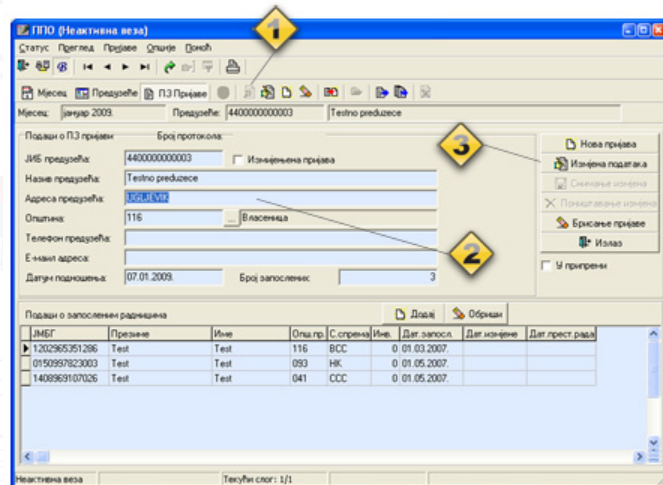 ППО (Неактивна веза)
1
Статус Преглед Пријаве Опције Помоћ
Мјесец Предузеће ПЗ Пријаве
Мјесец: јануар 2009. Предузеће: 4400000000003 Testno preduzece
Подаци о ПЗ пријави Број протокола:
3
Нова пријава
ЈИБ предузећа: 4400000000003 Измијењена пријава
Измјена података
Назив предузећа: Testno preduzece
Снимање измјена
Адреса предузећа: UGLJEVIK
Поништавање измјена
Општина: 116 ... Власеница
Брисање пријаве
Телефон предузећа:
2
Излаз
Е-маил адреса:
У припреми
Датум подношења: 07.01.2009. Број запослених: 3
Подаци о запосленим радницима Додај Обриши
ЈМБГ Презиме Име Опш.пр. С.спрема Инв. Дат.запосл. Дат.измјене Дат.прест.рада
1202965351286 Test Test 116 ВСС 0 01.03.2007.
0150997823003 Test Test 093 НК 0 01.05.2007.
1408969107026 Test Test 041 ССС 0 01.05.2007.
Неактивна веза Текући слог: 1/1